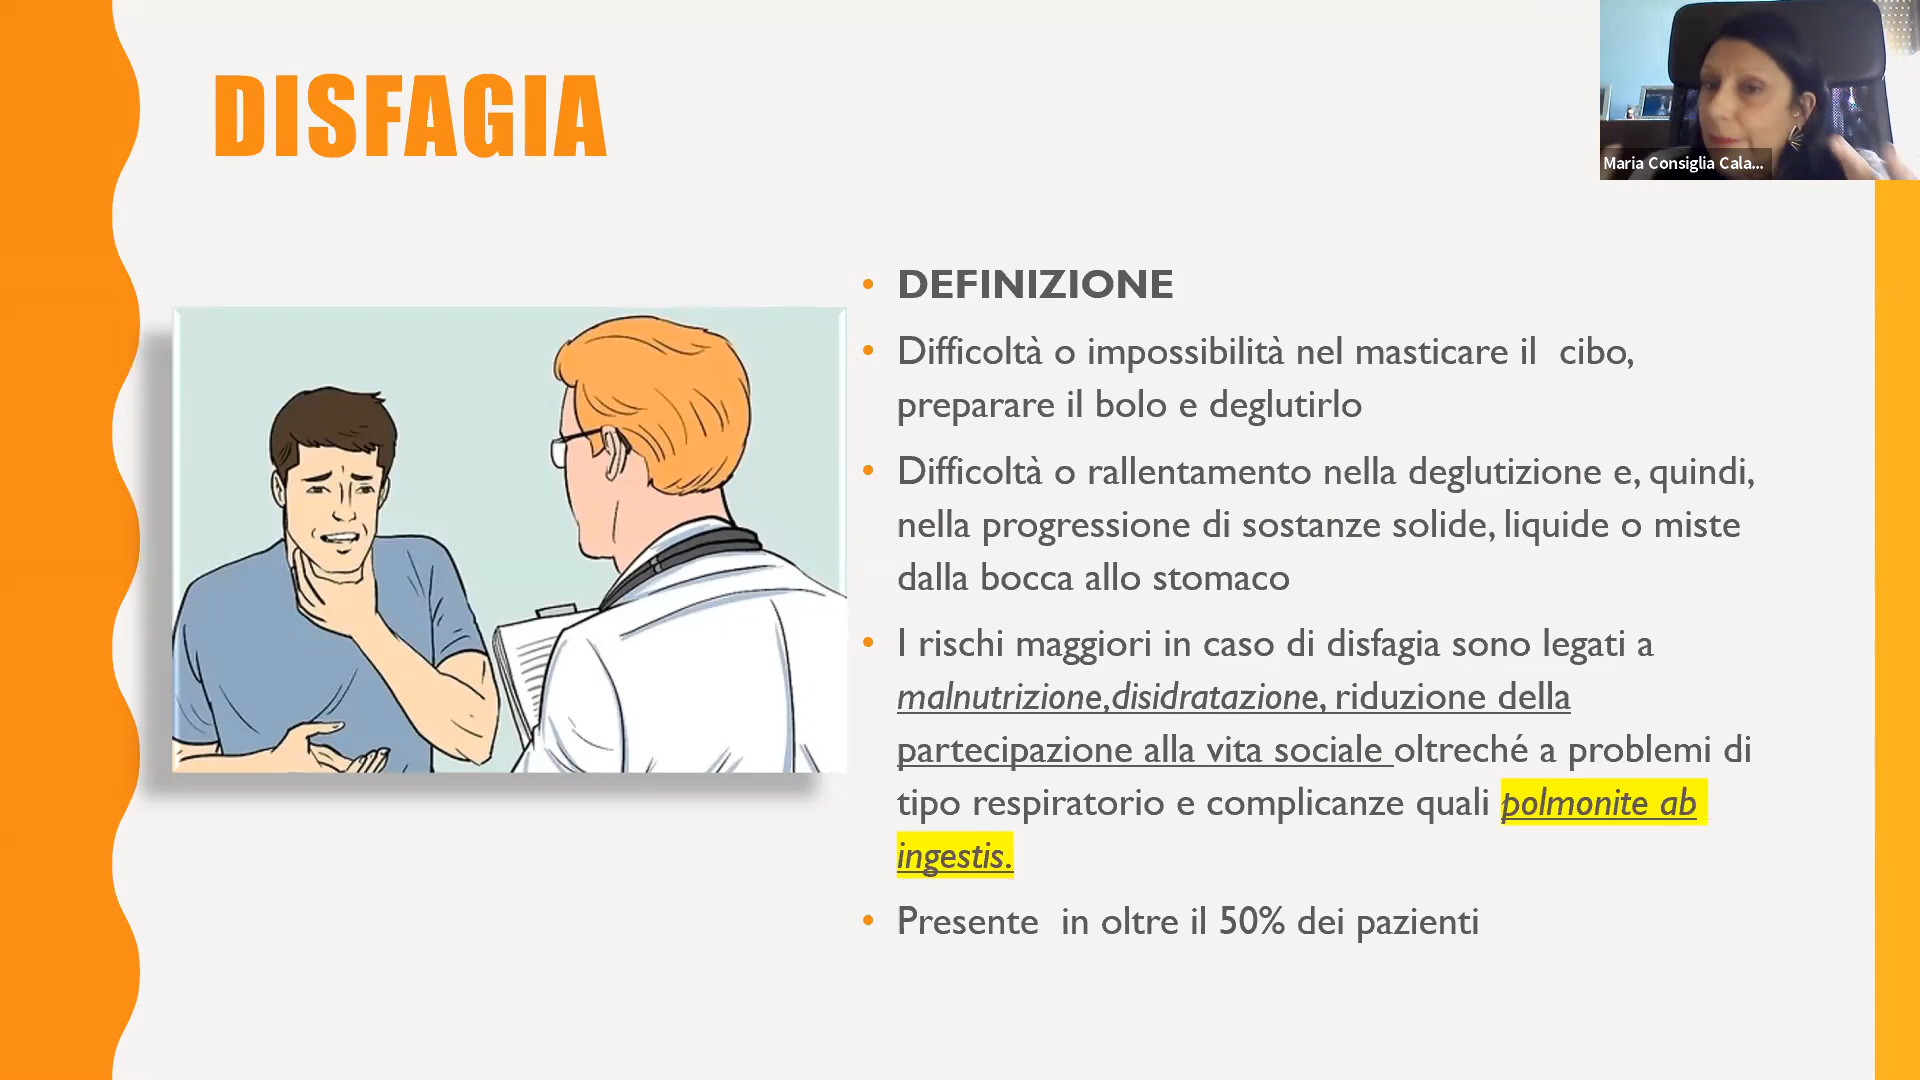 DISFAGIA
Maria Consiglia Cala...
• DEFINIZIONE
• Difficoltà o impossibilità nel masticare il  cibo,
preparare il bolo e deglutirlo
• Difficoltà o rallentamento nella deglutizione e, quindi,
nella progressione di sostanze solide, liquide o miste
dalla bocca allo stomaco
• I rischi maggiori in caso di disfagia sono legati a
malnutrizione,disidratazione, riduzione della
partecipazione alla vita sociale oltreché a problemi di
tipo respiratorio e complicanze quali polmonite ab
ingestis.
• Presente  in oltre il 50% dei pazienti